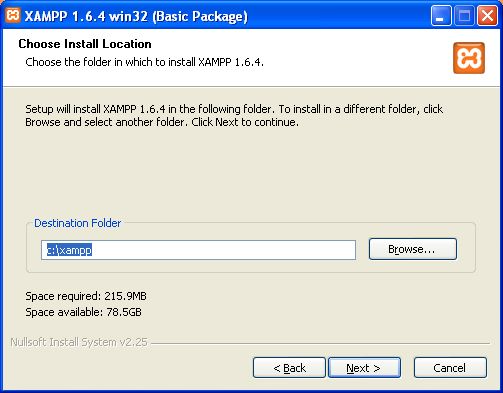 XAMPP 1.6.4 win32 (Basic Package)
Choose Install Location
Choose the folder in which to install XAMPP 1.6.4.
Setup will install XAMPP 1.6.4 in the following folder. To install in a different folder, click
Browse and select another folder. Click Next to continue.
Destination Folder
c:\xampp
Browse...
Space required: 215.9MB
Space available: 78.5GB
Nullsoft Install System v2.25
< Back
Next >
Cancel